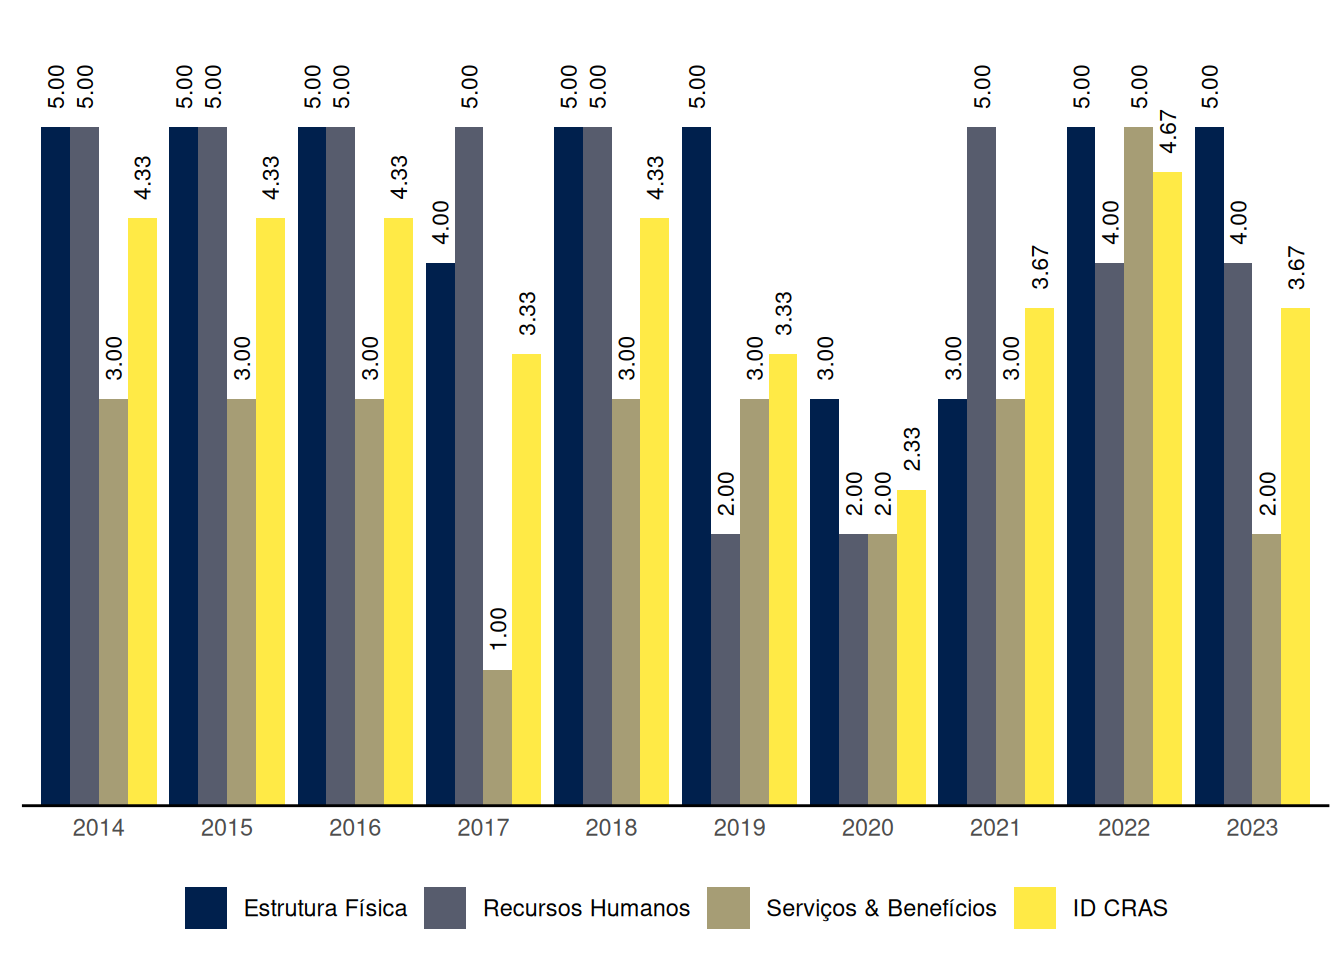 5.00 5.00 3.00 4.33
5.00 5.00 3.00 4.33
5.00 5.00 3.00 4.33
4.00 5.00 1.00 3.33
5.00 5.00 3.00 4.33
5.00 2.00 3.00 3.33
3.00 2.00 2.00 2.33
3.00 5.00 3.00 3.67
5.00 4.00 5.00 4.67
5.00 4.00 2.00 3.67
2014 2015 2016 2017 2018 2019 2020 2021 2022 2023
Estrutura Física Recursos Humanos Serviços & Benefícios ID CRAS